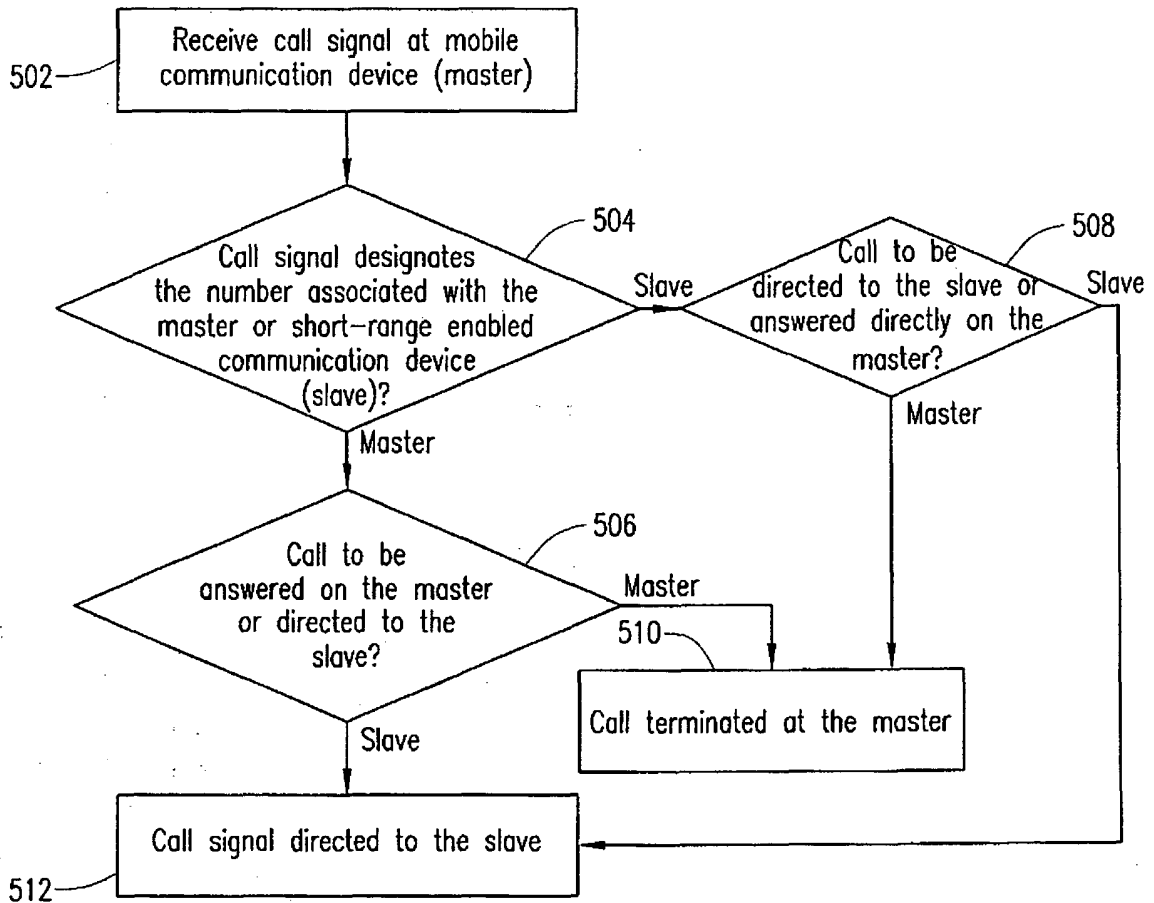 Receive call signal at mobile
communication device (master)
502
504
Call signal designates
the number associated with the
master or short-range enabled
communication device
(slave)?
Slave
508
Call to be
directed to the slave or
answered directly on the
master?
Slave
Master
Master
506
Call to be
answered on the master
or directed to the
slave?
Master
510
Call terminated at the master
Slave
Call signal directed to the slave
512